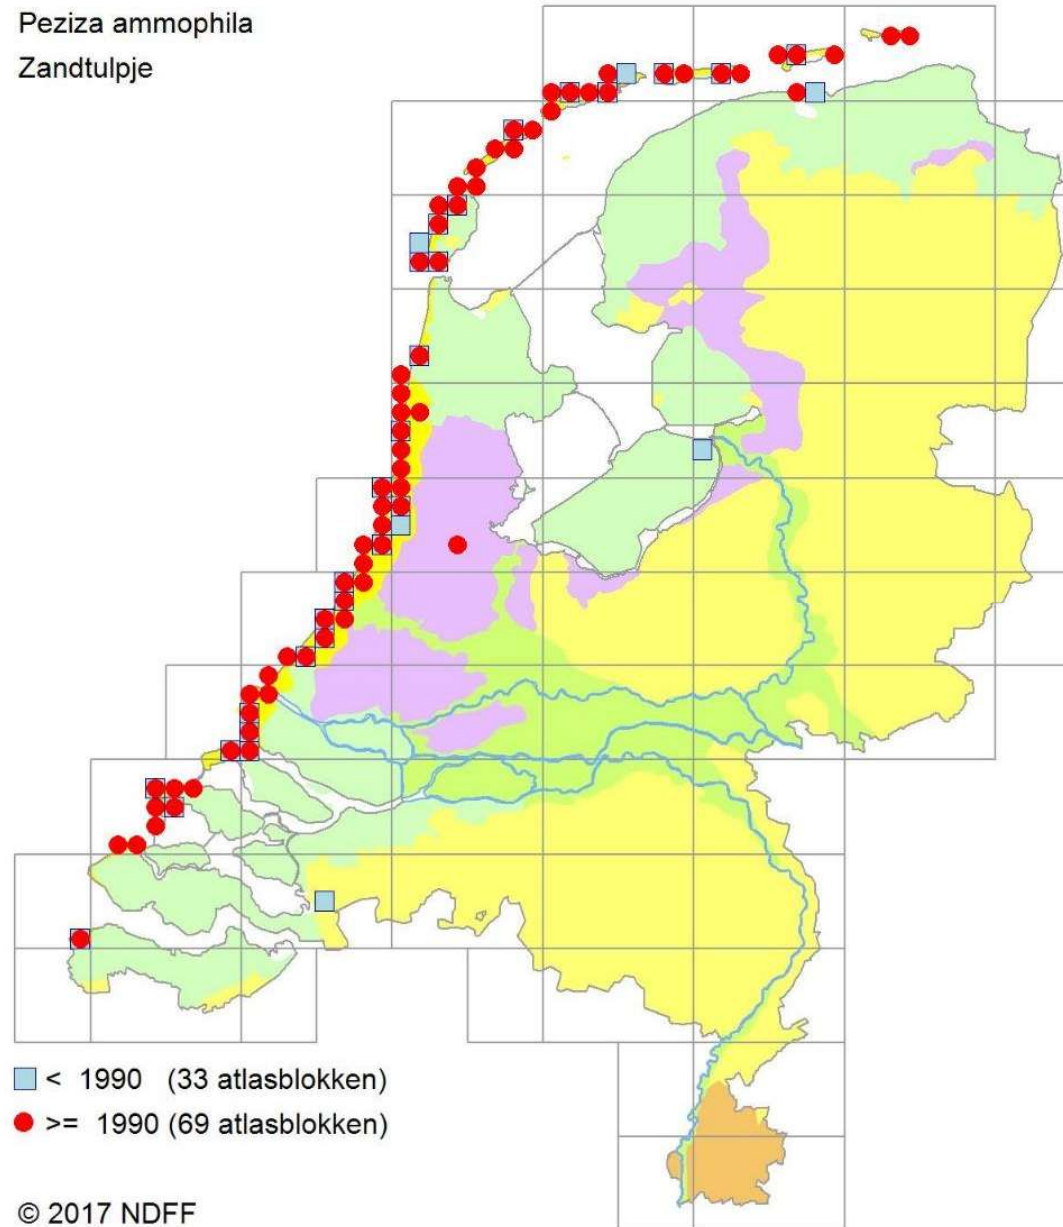 Peziza ammophila
Zandtulpje
< 1990 (33 atlasblokken)
>= 1990 (69 atlasblokken)
© 2017 NDFF